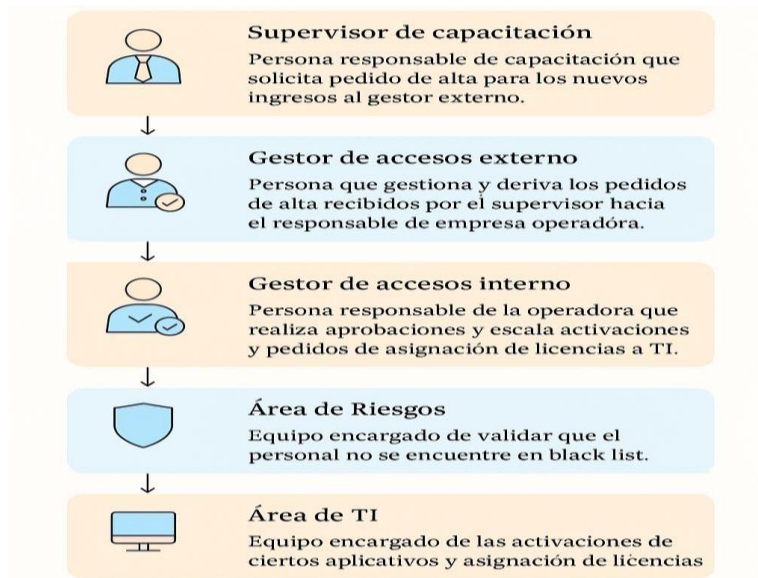 Supervisor de capacitación
Persona responsable de capacitación que
solicita pedido de alta para los nuevos
ingresos al gestor externo.
Gestor de accesos externo
Persona que gestiona y deriva los pedidos
de alta recibidos por el supervisor hacia
el responsable de empresa operadóra.
Gestor de accesos interno
Persona responsable de la operadora que
realiza aprobaciones y escala activaciones
y pedidos de asignación de licencias a TI.
Área de Riesgos
Equipo encargado de validar que el
personal no se encuentre en black list.
Área de TI
Equipo encargado de las activaciones de
ciertos aplicativos y asignación de licencias